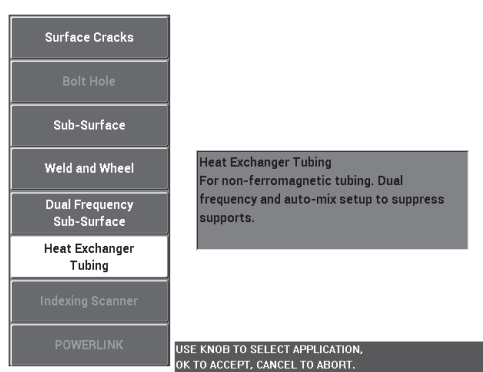 Surface Cracks
Bolt Hole
Sub-Surface
Weld and Wheel
Dual Frequency
Sub-Surface
Heat Exchanger
Tubing
Indexing Scanner
POWERLINK
Heat Exchanger Tubing
For non-ferromagnetic tubing. Dual
frequency and auto-mix setup to suppress
supports.
USE KNOB TO SELECT APPLICATION,
OK TO ACCEPT, CANCEL TO ABORT.